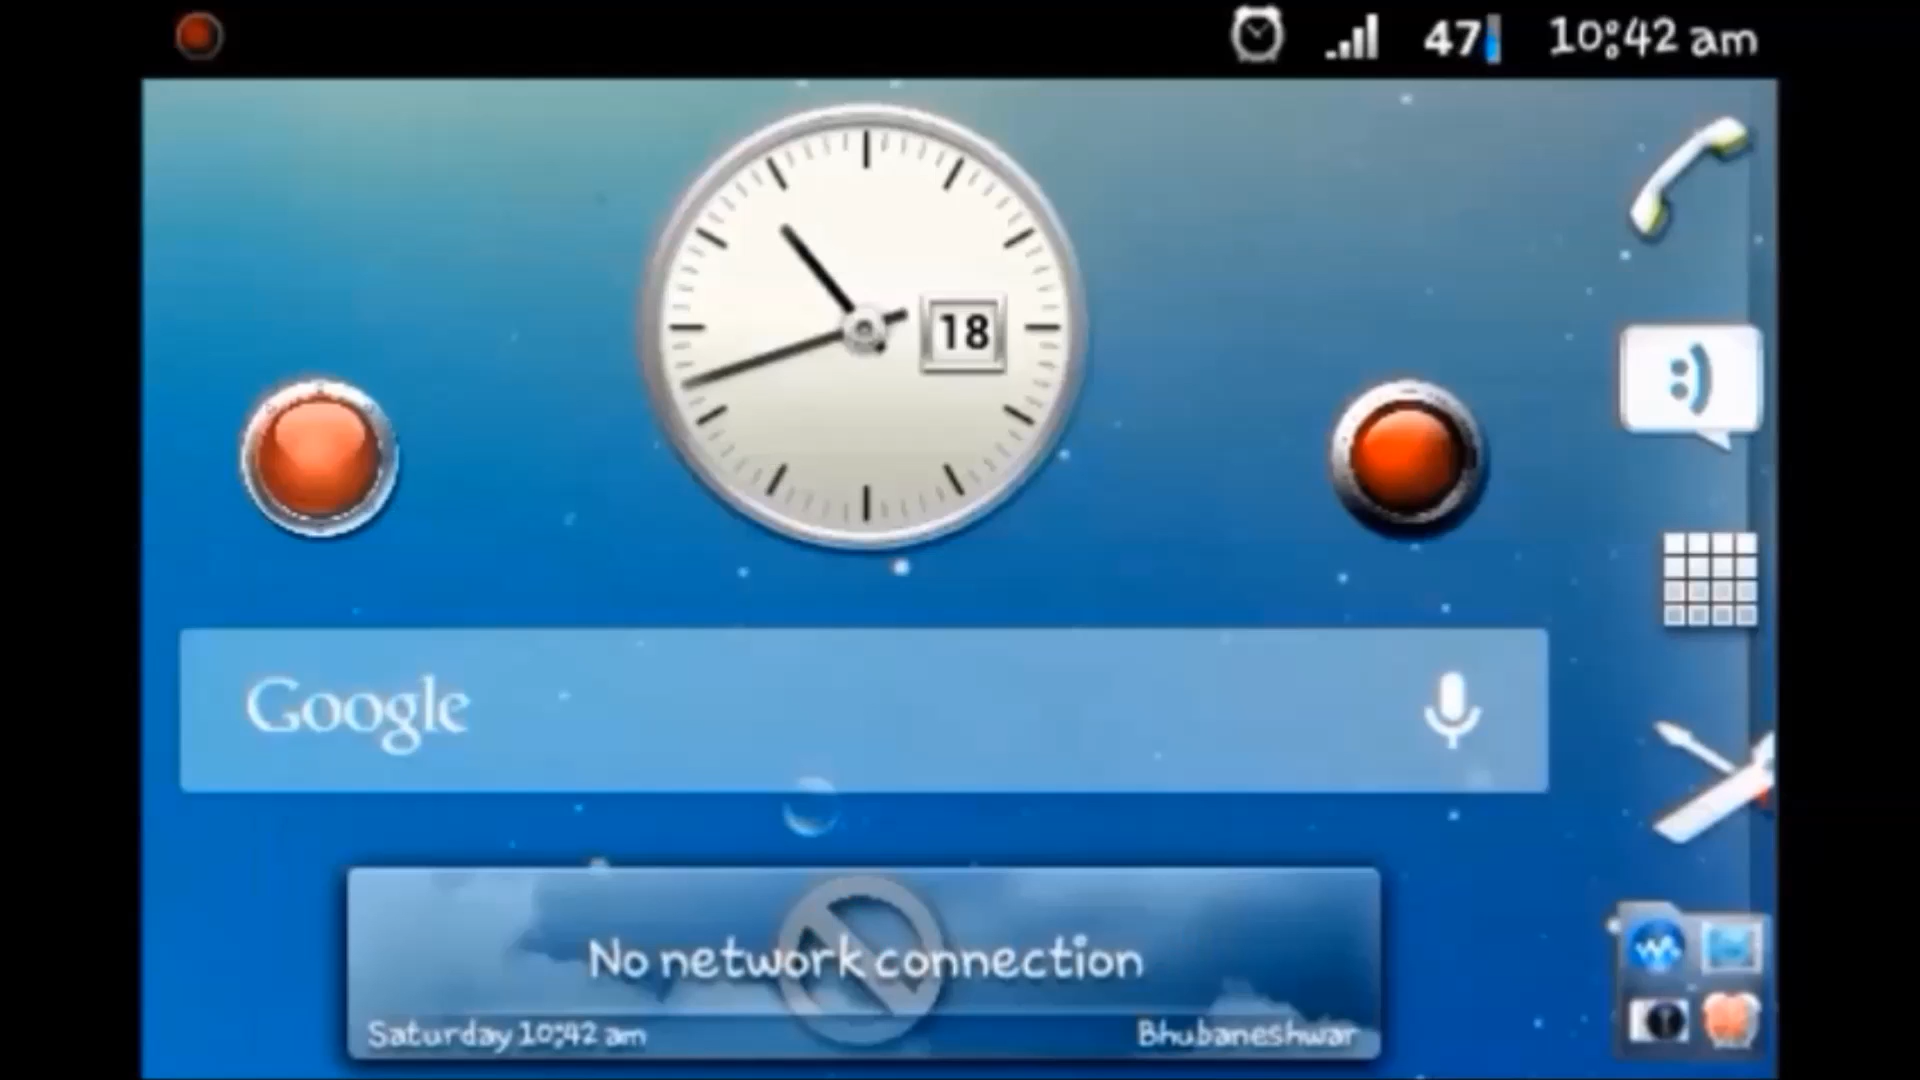 47 10:42 am
18
:)
Google
No network connection
Saturday 10:42 am Bhubaneshwar